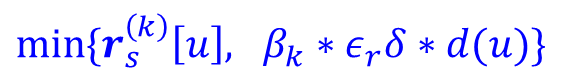 min{𝒓ₛ⁽ᵏ⁾[𝑢], 𝛽ₖ ∗ 𝜖ᵣ𝛿 ∗ 𝑑(𝑢)}